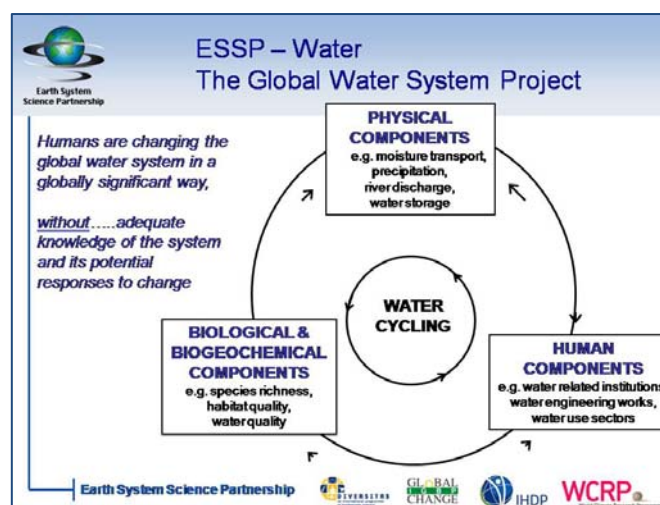 ESSP – Water
The Global Water System Project
Earth System
Science Partnership
Humans are changing the
global water system in a
globally significant way,
without.....adequate
knowledge of the system
and its potential
responses to change
PHYSICAL
COMPONENTS
e.g. moisture transport,
precipitation,
river discharge,
water storage
WATER
CYCLING
BIOLOGICAL &
BIOGEOCHEMICAL
COMPONENTS
e.g. species richness,
habitat quality,
water quality
HUMAN
COMPONENTS
e.g. water related institutions
water engineering works,
water use sectors
Earth System Science Partnership
DIVERSITAS
GLOBAL
IGBP
CHANGE
IHDP
WCRP